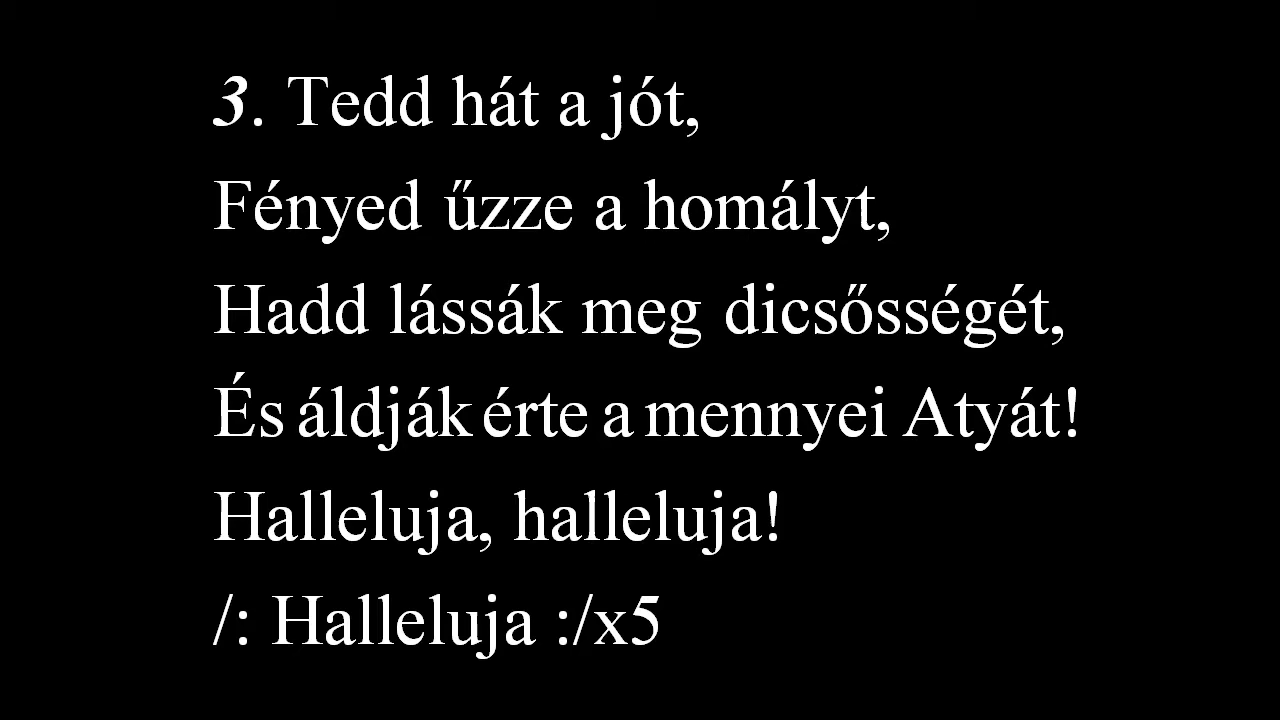 3. Tedd hát a jót,
Fényed űzze a homályt,
Hadd lássák meg dicsősségét,
És áldják érte a mennyei Atyát!
Halleluja, halleluja!
/: Halleluja :/x5